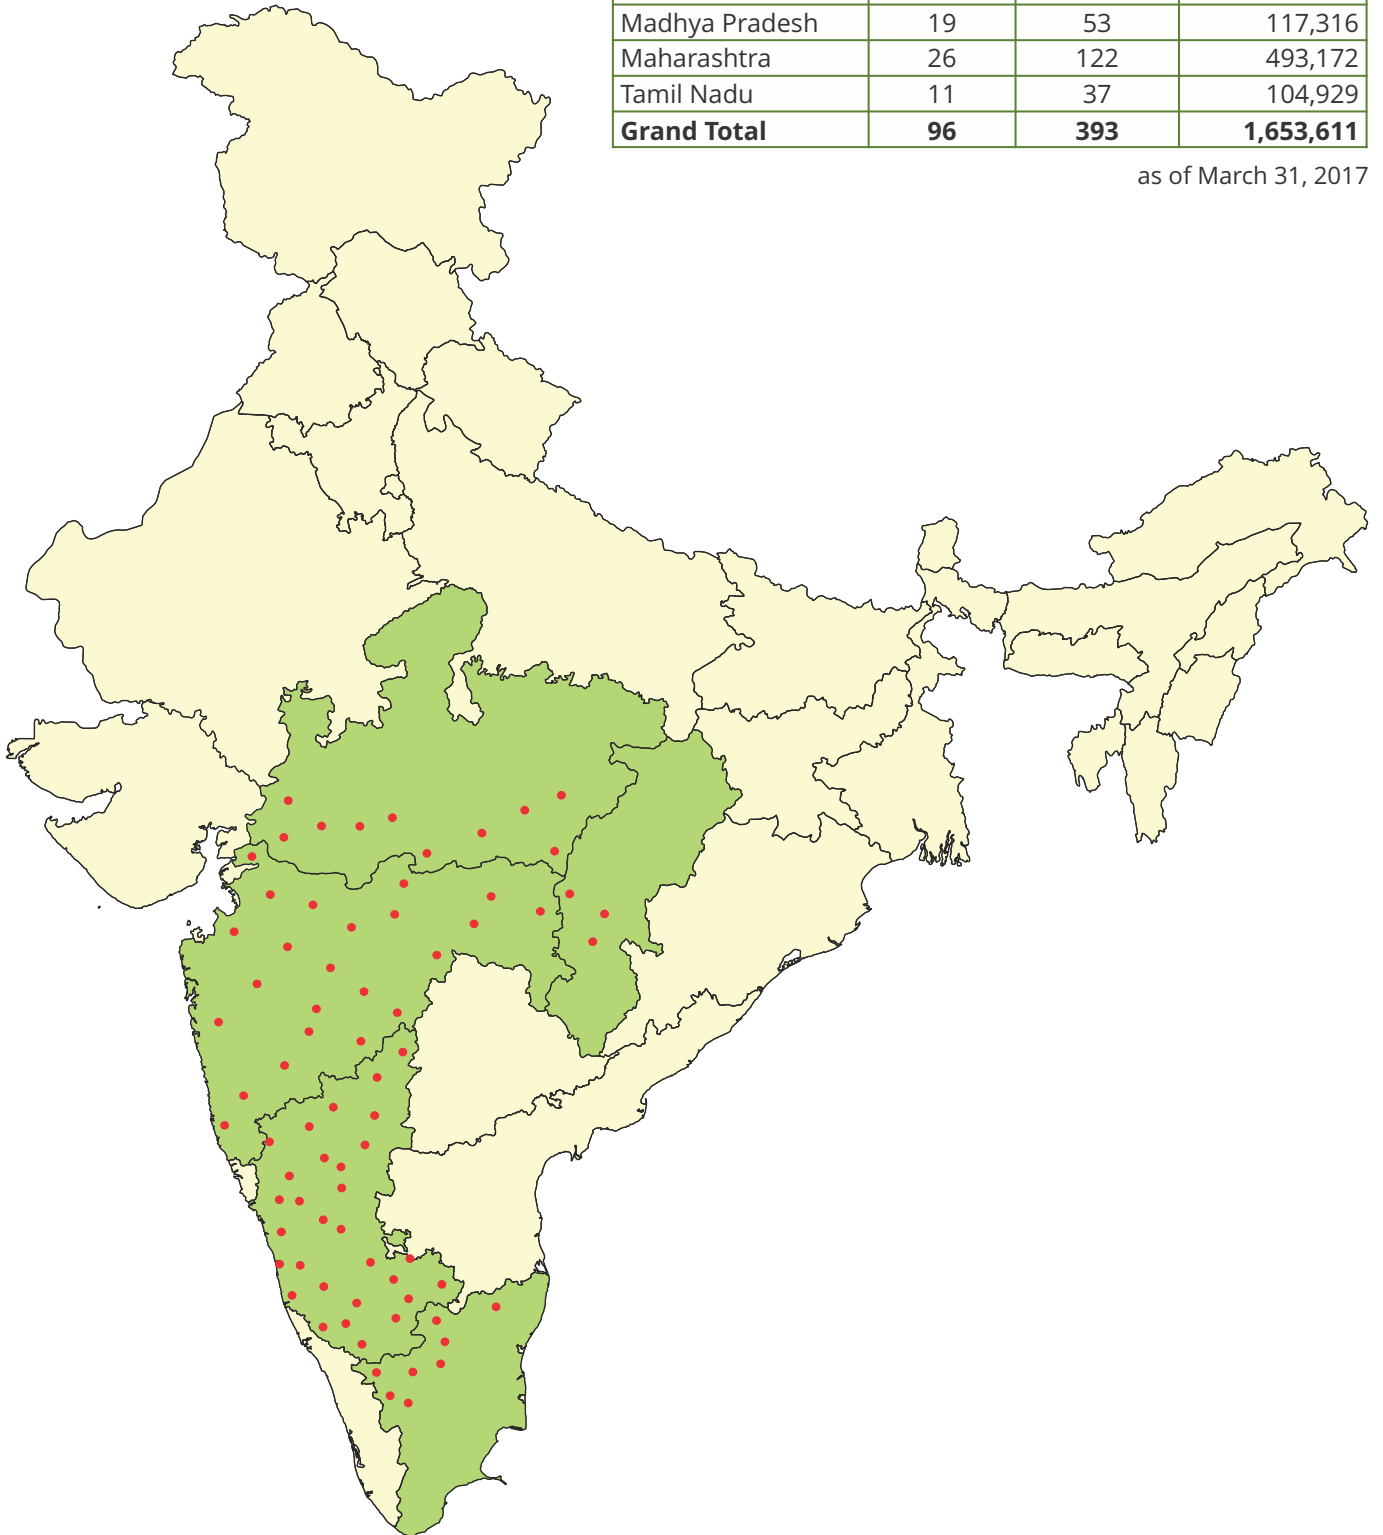 Madhya Pradesh 19 53 117,316
Maharashtra 26 122 493,172
Tamil Nadu 11 37 104,929
Grand Total 96 393 1,653,611
as of March 31, 2017